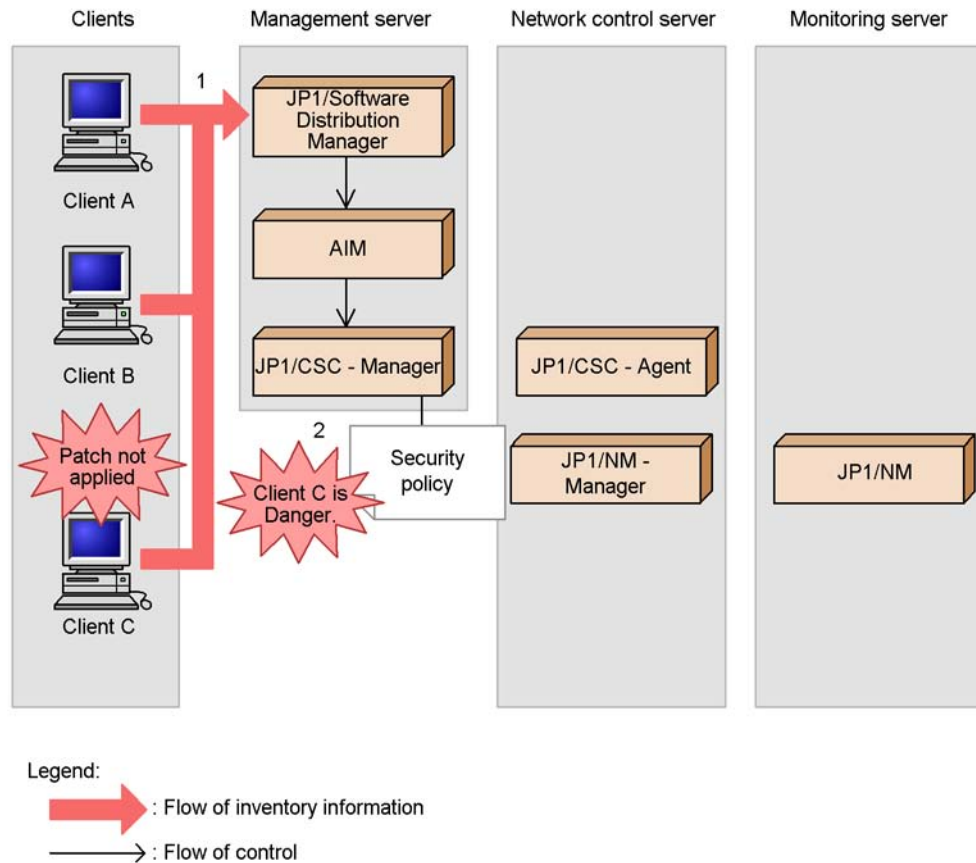 Clients
Management server
Network control server
Monitoring server
1
JP1/Software
Distribution
Manager
Client A
AIM
Client B
JP1/CSC - Manager
JP1/CSC - Agent
Patch not
applied
2
Security
policy
Client C is
Danger.
JP1/NM -
Manager
JP1/NM
Client C
Legend:
: Flow of inventory information
: Flow of control